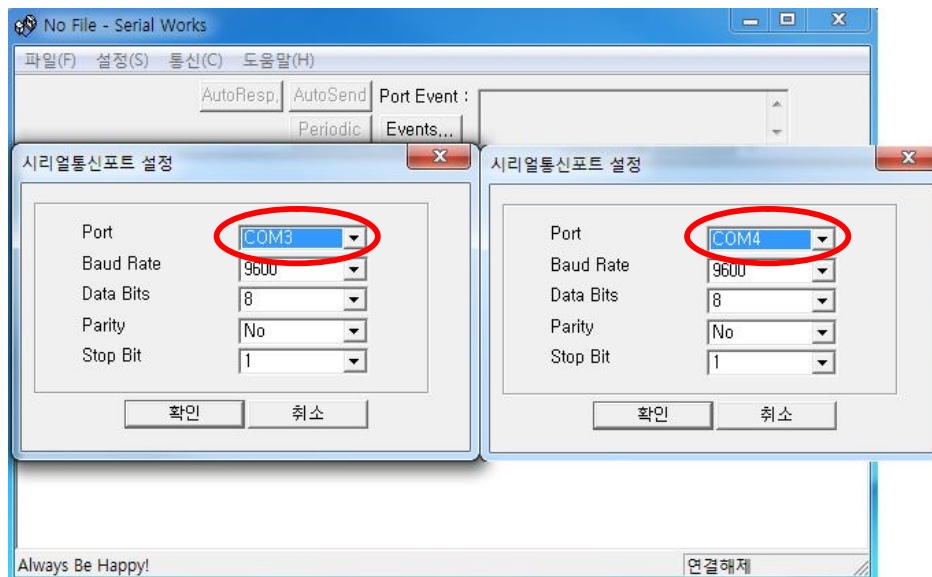 No File - Serial Works
파일(F) 설정(S) 통신(C) 도움말(H)
AutoResp, AutoSend Port Event :
Periodic Events,,,
시리얼통신포트 설정
Port COM3
Baud Rate 9600
Data Bits 8
Parity No
Stop Bit 1
확인 취소
시리얼통신포트 설정
Port COM4
Baud Rate 9600
Data Bits 8
Parity No
Stop Bit 1
확인 취소
Always Be Happy! 연결해제